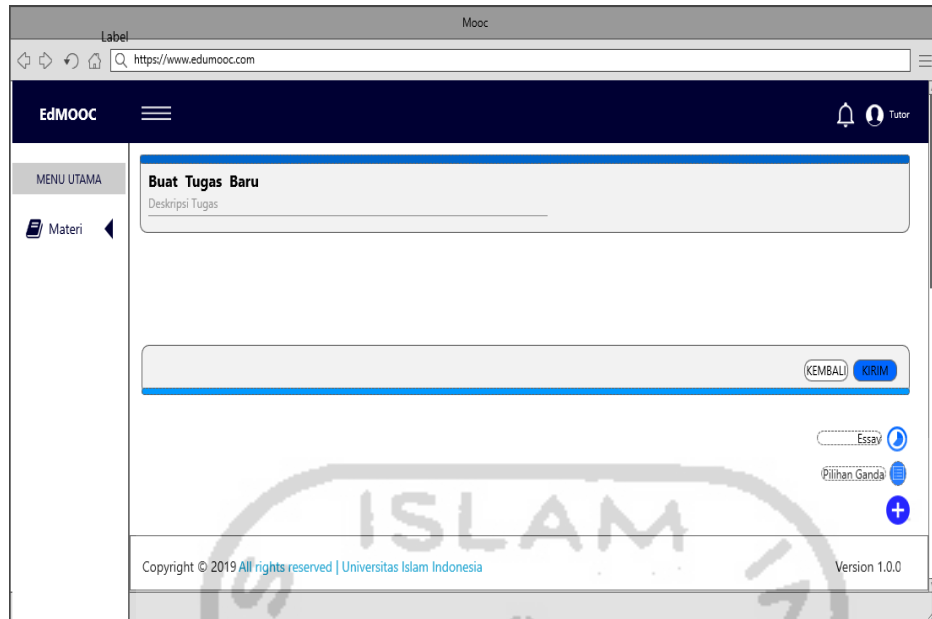 Mooc
Label
https://www.edumooc.com
EdMOOC
Tutor
MENU UTAMA
Materi
Buat Tugas Baru
Deskripsi Tugas
KEMBALI
KIRIM
Essay
Pilihan Ganda
ISLAM
Copyright © 2019 All rights reserved | Universitas Islam Indonesia
Version 1.0.0